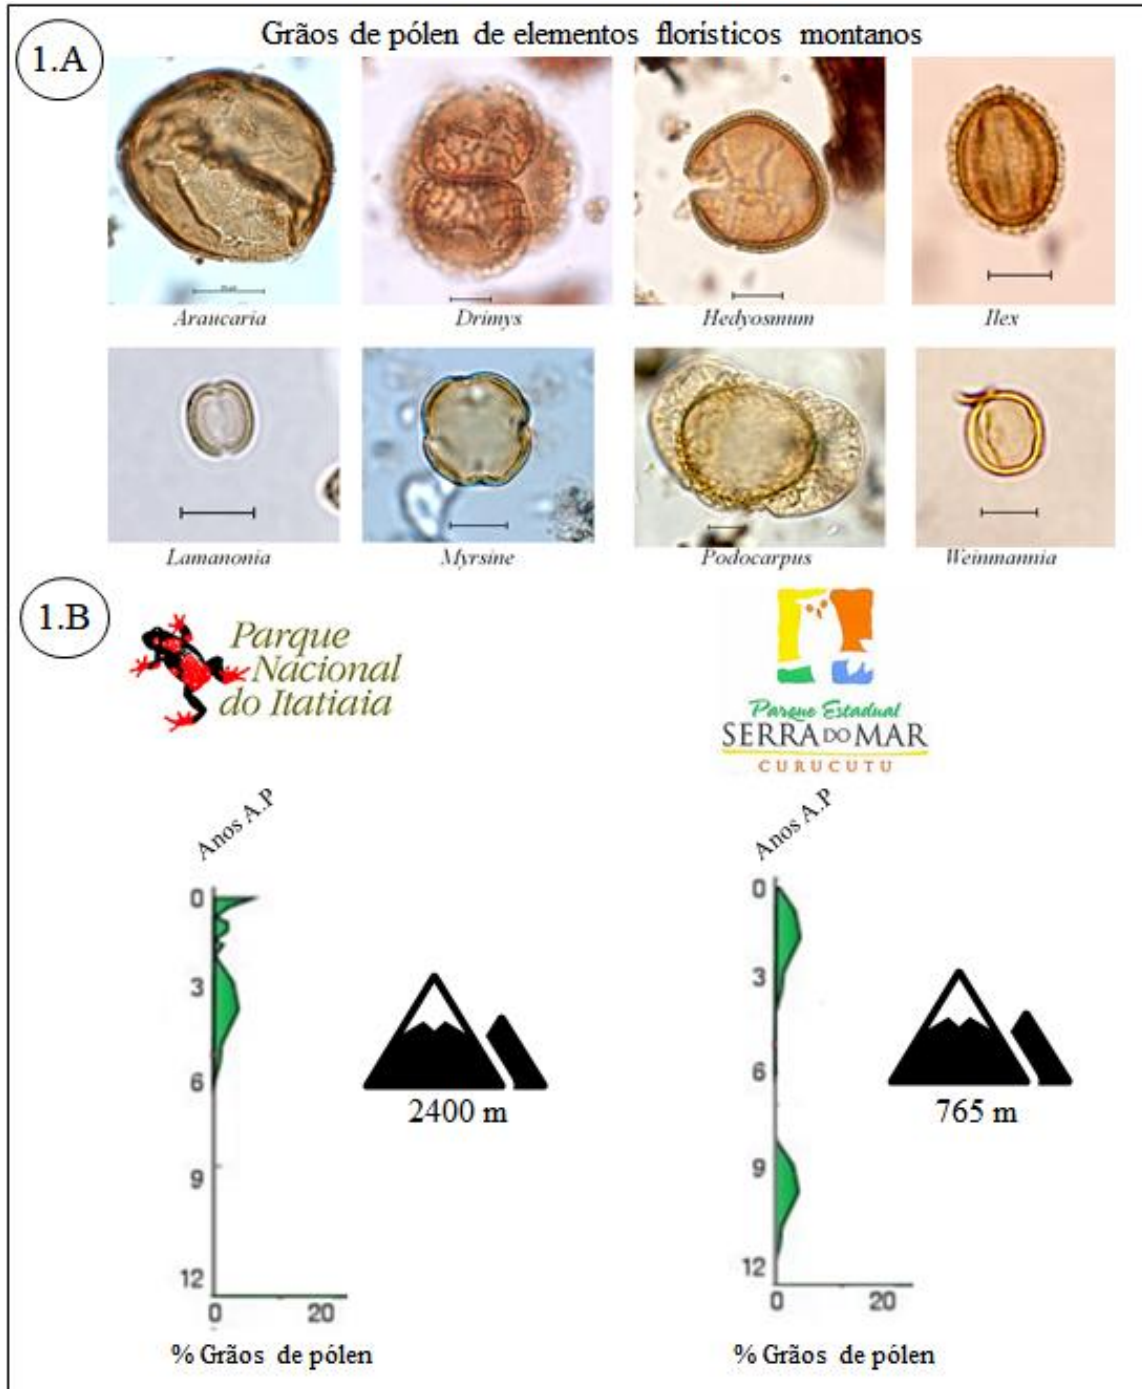 1.A
Grãos de pólen de elementos florísticos montanos
Araucaria
Drimys
Hedyosmum
Ilex
Lamanonia
Myrsine
Podocarpus
Weinmannia
1.B
Parque
Nacional
do Itatiaia
Parque Estadual
SERRA DO MAR
CURUCUTU
Anos A.P
0
3
6
9
12
0 20
% Grãos de pólen
2400 m
Anos A.P
0
3
6
9
12
0 20
% Grãos de pólen
765 m